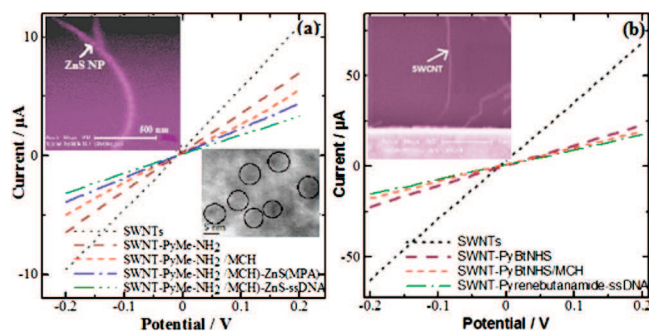 (a)
ZnS NP
500 nm
5 nm
Current / µA
10
0
-10
SWNTs
SWNT-PyMe-NH2
SWNT-PyMe-NH2 /MCH
SWNT-PyMe-NH2 /MCH)-ZnS(MPA)
SWNT-PyMe-NH2 /MCH)-ZnS-ssDNA
-0.2 -0.1 0.0 0.1 0.2
Potential / V
(b)
SWCNT
Current / µA
50
0
-50
SWNTs
SWNT-PyBtNHS
SWNT-PyBtNHS/MCH
SWNT-Pyrenebutanamide-ssDNA
-0.2 -0.1 0.0 0.1 0.2
Potential / V